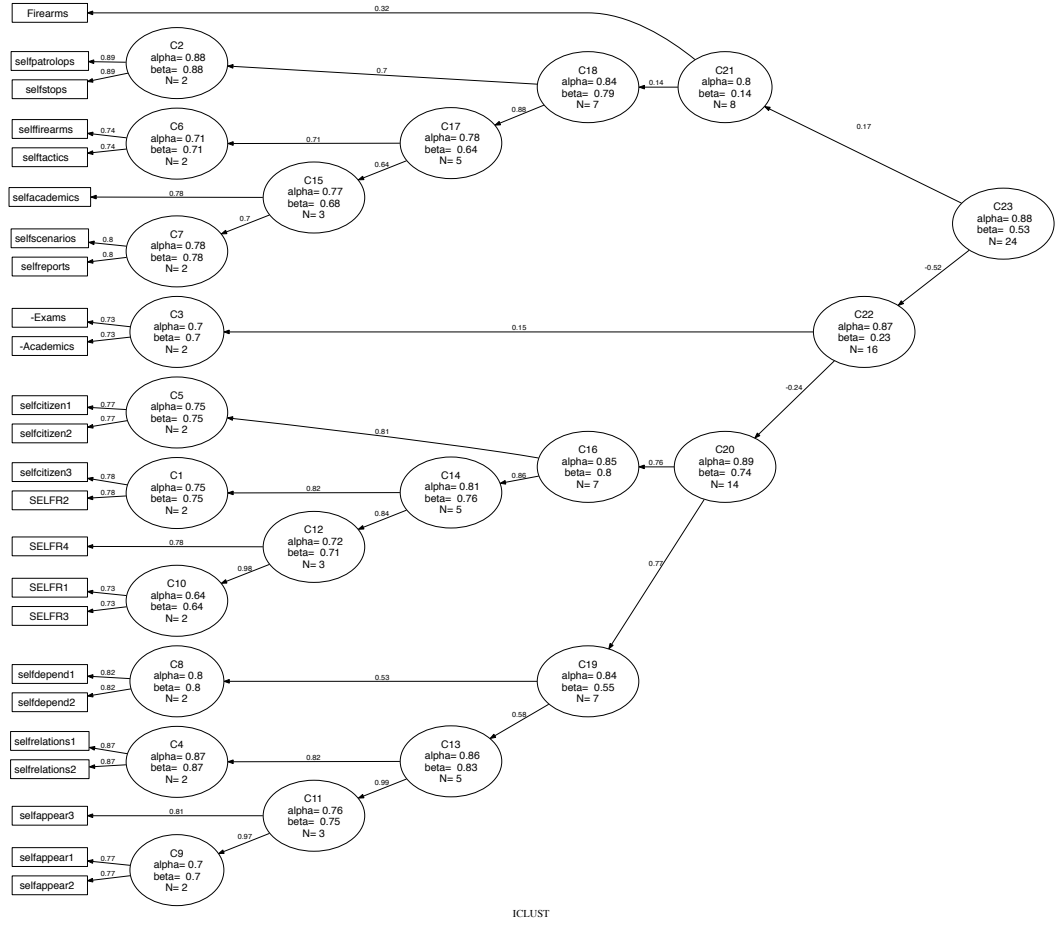 Firearms
0.32
selfpatrolops
0.89
selfstops
0.89
C2
alpha= 0.88
beta= 0.88
N= 2
0.7
C18
alpha= 0.84
beta= 0.79
N= 7
0.14
C21
alpha= 0.8
beta= 0.14
N= 8
0.17
selffirearms
0.74
selftactics
0.74
C6
alpha= 0.71
beta= 0.71
N= 2
0.71
C17
alpha= 0.78
beta= 0.64
N= 5
0.88
0.64
selfacademics
0.78
C15
alpha= 0.77
beta= 0.68
N= 3
0.7
selfscenarios
0.8
selfreports
0.8
C7
alpha= 0.78
beta= 0.78
N= 2
C23
alpha= 0.88
beta= 0.53
N= 24
-0.52
-Exams
0.73
-Academics
0.73
C3
alpha= 0.7
beta= 0.7
N= 2
0.15
C22
alpha= 0.87
beta= 0.23
N= 16
-0.24
selfcitizen1
0.77
selfcitizen2
0.77
C5
alpha= 0.75
beta= 0.75
N= 2
0.81
C16
alpha= 0.85
beta= 0.8
N= 7
0.76
C20
alpha= 0.89
beta= 0.74
N= 14
selfcitizen3
0.78
SELFR2
0.78
C1
alpha= 0.75
beta= 0.75
N= 2
0.82
C14
alpha= 0.81
beta= 0.76
N= 5
0.86
0.84
SELFR4
0.78
C12
alpha= 0.72
beta= 0.71
N= 3
0.98
SELFR1
0.73
SELFR3
0.73
C10
alpha= 0.64
beta= 0.64
N= 2
0.77
selfdepend1
0.82
selfdepend2
0.82
C8
alpha= 0.8
beta= 0.8
N= 2
0.53
C19
alpha= 0.84
beta= 0.55
N= 7
0.58
selfrelations1
0.87
selfrelations2
0.87
C4
alpha= 0.87
beta= 0.87
N= 2
0.82
C13
alpha= 0.86
beta= 0.83
N= 5
0.99
selfappear3
0.81
C11
alpha= 0.76
beta= 0.75
N= 3
0.97
selfappear1
0.77
selfappear2
0.77
C9
alpha= 0.7
beta= 0.7
N= 2
ICLUST